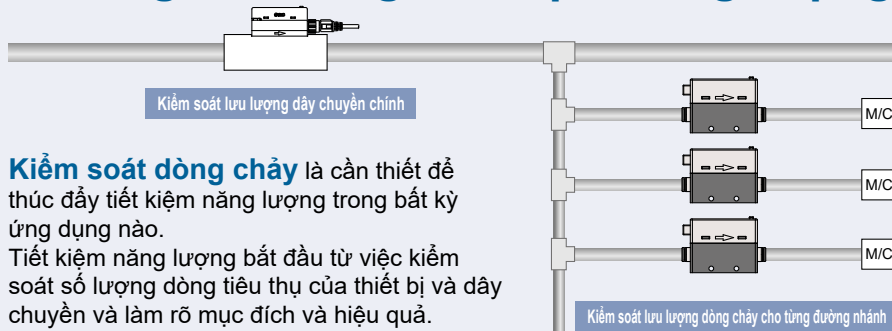 Kiểm soát lưu lượng dây chuyền chính
M/C
M/C
M/C
Kiểm soát dòng chảy là cần thiết để
thúc đẩy tiết kiệm năng lượng trong bất kỳ
ứng dụng nào.
Tiết kiệm năng lượng bắt đầu từ việc kiểm
soát số lượng dòng tiêu thụ của thiết bị và dây
chuyền và làm rõ mục đích và hiệu quả.
Kiểm soát lưu lượng dòng chảy cho từng đường nhánh